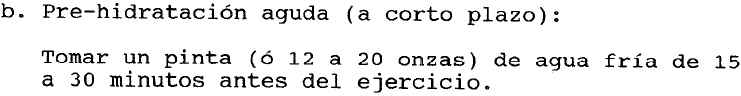 b. Pre-hidratación aguda (a corto plazo):
Tomar un pinta (ó 12 a 20 onzas) de agua fría de 15
a 30 minutos antes del ejercicio.